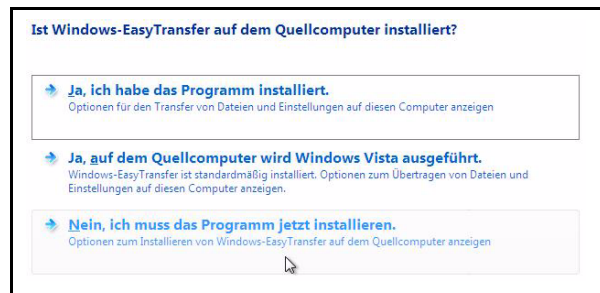 Ist Windows-EasyTransfer auf dem Quellcomputer installiert?
Ja, ich habe das Programm installiert.
Optionen für den Transfer von Dateien und Einstellungen auf diesen Computer anzeigen
Ja, auf dem Quellcomputer wird Windows Vista ausgeführt.
Windows-EasyTransfer ist standardmäßig installiert. Optionen zum Übertragen von Dateien und
Einstellungen auf diesen Computer anzeigen.
Nein, ich muss das Programm jetzt installieren.
Optionen zum Installieren von Windows-EasyTransfer auf dem Quellcomputer anzeigen